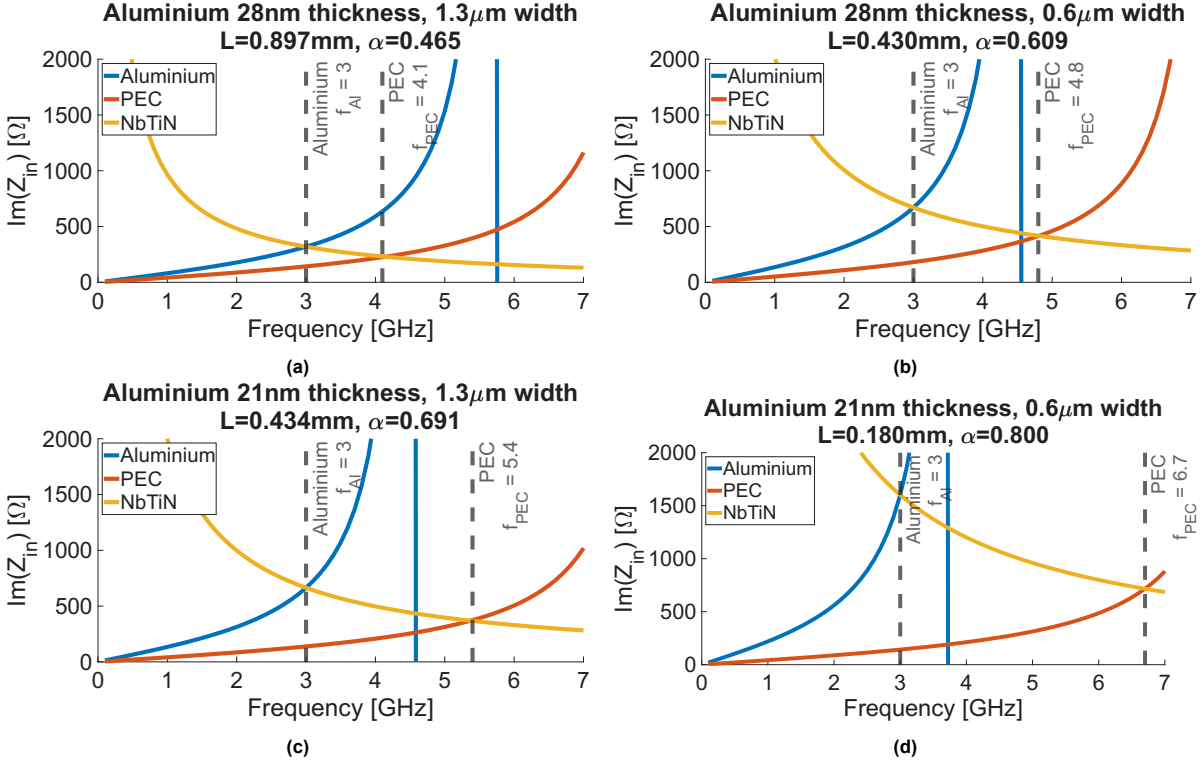 Aluminium 28nm thickness, 1.3μm width
L=0.897mm, α=0.465
2000
1500
1000
500
0
Im(Z_in) [Ω]
Aluminium
PEC
NbTiN
Aluminium
f_Al = 3
PEC
f_PEC = 4.1
0 1 2 3 4 5 6 7
Frequency [GHz]
(a)
Aluminium 28nm thickness, 0.6μm width
L=0.430mm, α=0.609
2000
1500
1000
500
0
Im(Z_in) [Ω]
Aluminium
PEC
NbTiN
Aluminium
f_Al = 3
PEC
f_PEC = 4.8
0 1 2 3 4 5 6 7
Frequency [GHz]
(b)
Aluminium 21nm thickness, 1.3μm width
L=0.434mm, α=0.691
2000
1500
1000
500
0
Im(Z_in) [Ω]
Aluminium
PEC
NbTiN
Aluminium
f_Al = 3
PEC
f_PEC = 5.4
0 1 2 3 4 5 6 7
Frequency [GHz]
(c)
Aluminium 21nm thickness, 0.6μm width
L=0.180mm, α=0.800
2000
1500
1000
500
0
Im(Z_in) [Ω]
Aluminium
PEC
NbTiN
Aluminium
f_Al = 3
PEC
f_PEC = 6.7
0 1 2 3 4 5 6 7
Frequency [GHz]
(d)